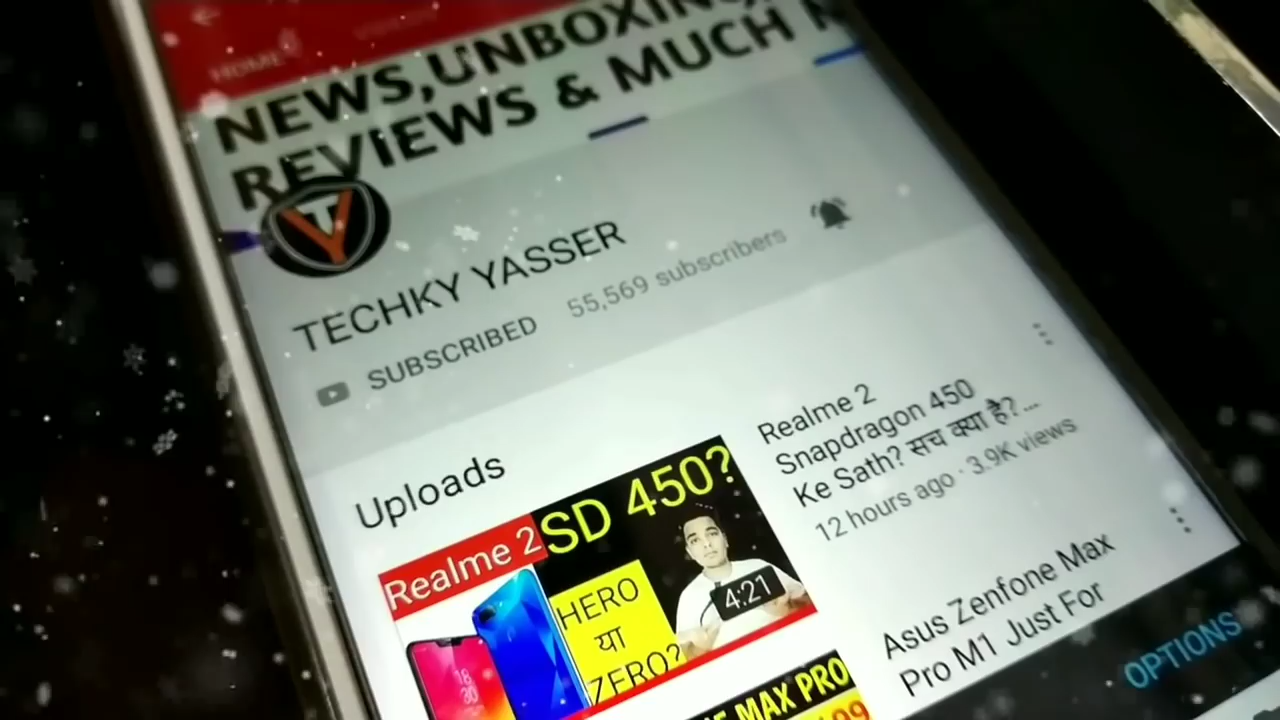 HOME
NEWS,UNBOXING,
REVIEWS & MUCH
TECHKY YASSER
SUBSCRIBED 55,569 subscribers
Uploads
Realme 2
Snapdragon 450
Ke Sath? सच क्या है?...
12 hours ago · 3.9K views
Realme 2
SD 450?
HERO
या
ZERO?
4:21
18
30
Asus Zenfone Max
Pro M1 Just For
MAX PRO
OPTIONS